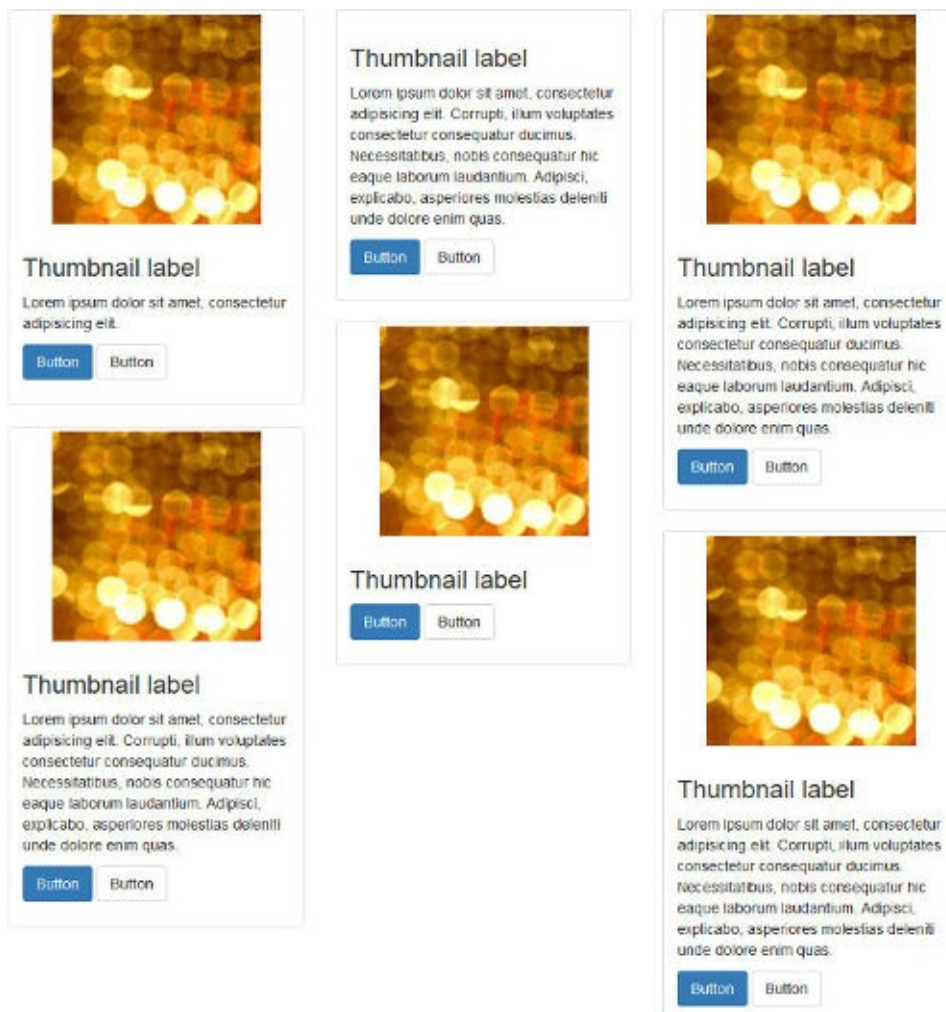 Thumbnail label
Lorem ipsum dolor sit amet, consectetur
adipisicing elit.
Button Button
Thumbnail label
Lorem ipsum dolor sit amet, consectetur
adipisicing elit. Corrupti, illum voluptates
consectetur consequatur ducimus.
Necessitatibus, nobis consequatur hic
eaque laborum laudantium. Adipisci,
explicabo, asperiores molestias deleniti
unde dolore enim quas.
Button Button
Thumbnail label
Lorem ipsum dolor sit amet, consectetur
adipisicing elit. Corrupti, illum voluptates
consectetur consequatur ducimus.
Necessitatibus, nobis consequatur hic
eaque laborum laudantium. Adipisci,
explicabo, asperiores molestias deleniti
unde dolore enim quas.
Button Button
Thumbnail label
Button Button
Thumbnail label
Lorem ipsum dolor sit amet, consectetur
adipisicing elit. Corrupti, illum voluptates
consectetur consequatur ducimus.
Necessitatibus, nobis consequatur hic
eaque laborum laudantium. Adipisci,
explicabo, asperiores molestias deleniti
unde dolore enim quas.
Button Button
Thumbnail label
Lorem ipsum dolor sit amet, consectetur
adipisicing elit. Corrupti, illum voluptates
consectetur consequatur ducimus.
Necessitatibus, nobis consequatur hic
eaque laborum laudantium. Adipisci,
explicabo, asperiores molestias deleniti
unde dolore enim quas.
Button Button